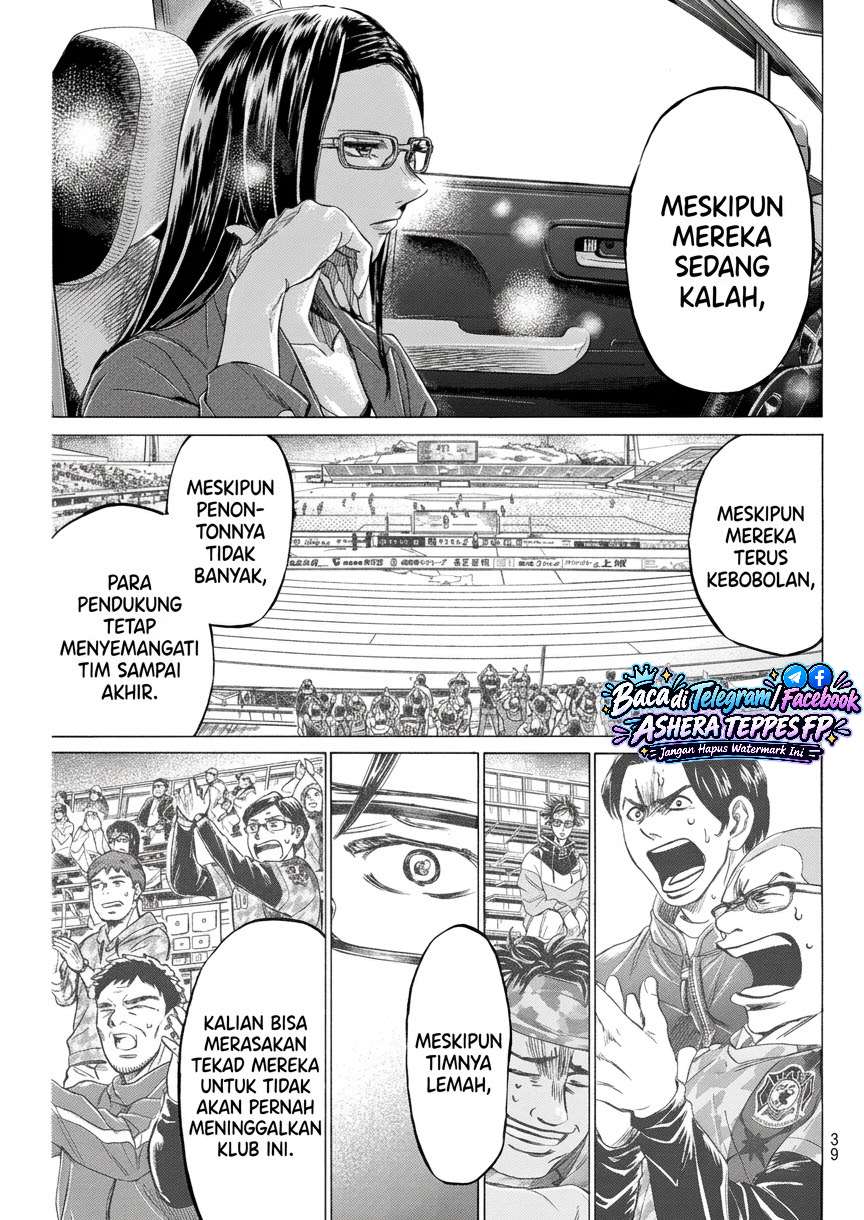 MESKIPUN
MEREKA
SEDANG
KALAH,
MESKIPUN
MEREKA
TERUS
KEBOBOLAN,
MESKIPUN
PENON-
TONNYA
TIDAK
BANYAK,
PARA
PENDUKUNG
TETAP
MENYEMANGATI
TIM SAMPAI
AKHIR.
Baca di Telegram/Facebook
ASHERA TEPPES FP
Jangan Hapus Watermark Ini
MESKIPUN
TIMNYA
LEMAH,
KALIAN BISA
MERASAKAN
TEKAD MEREKA
UNTUK TIDAK
AKAN PERNAH
MENINGGALKAN
KLUB INI.
39